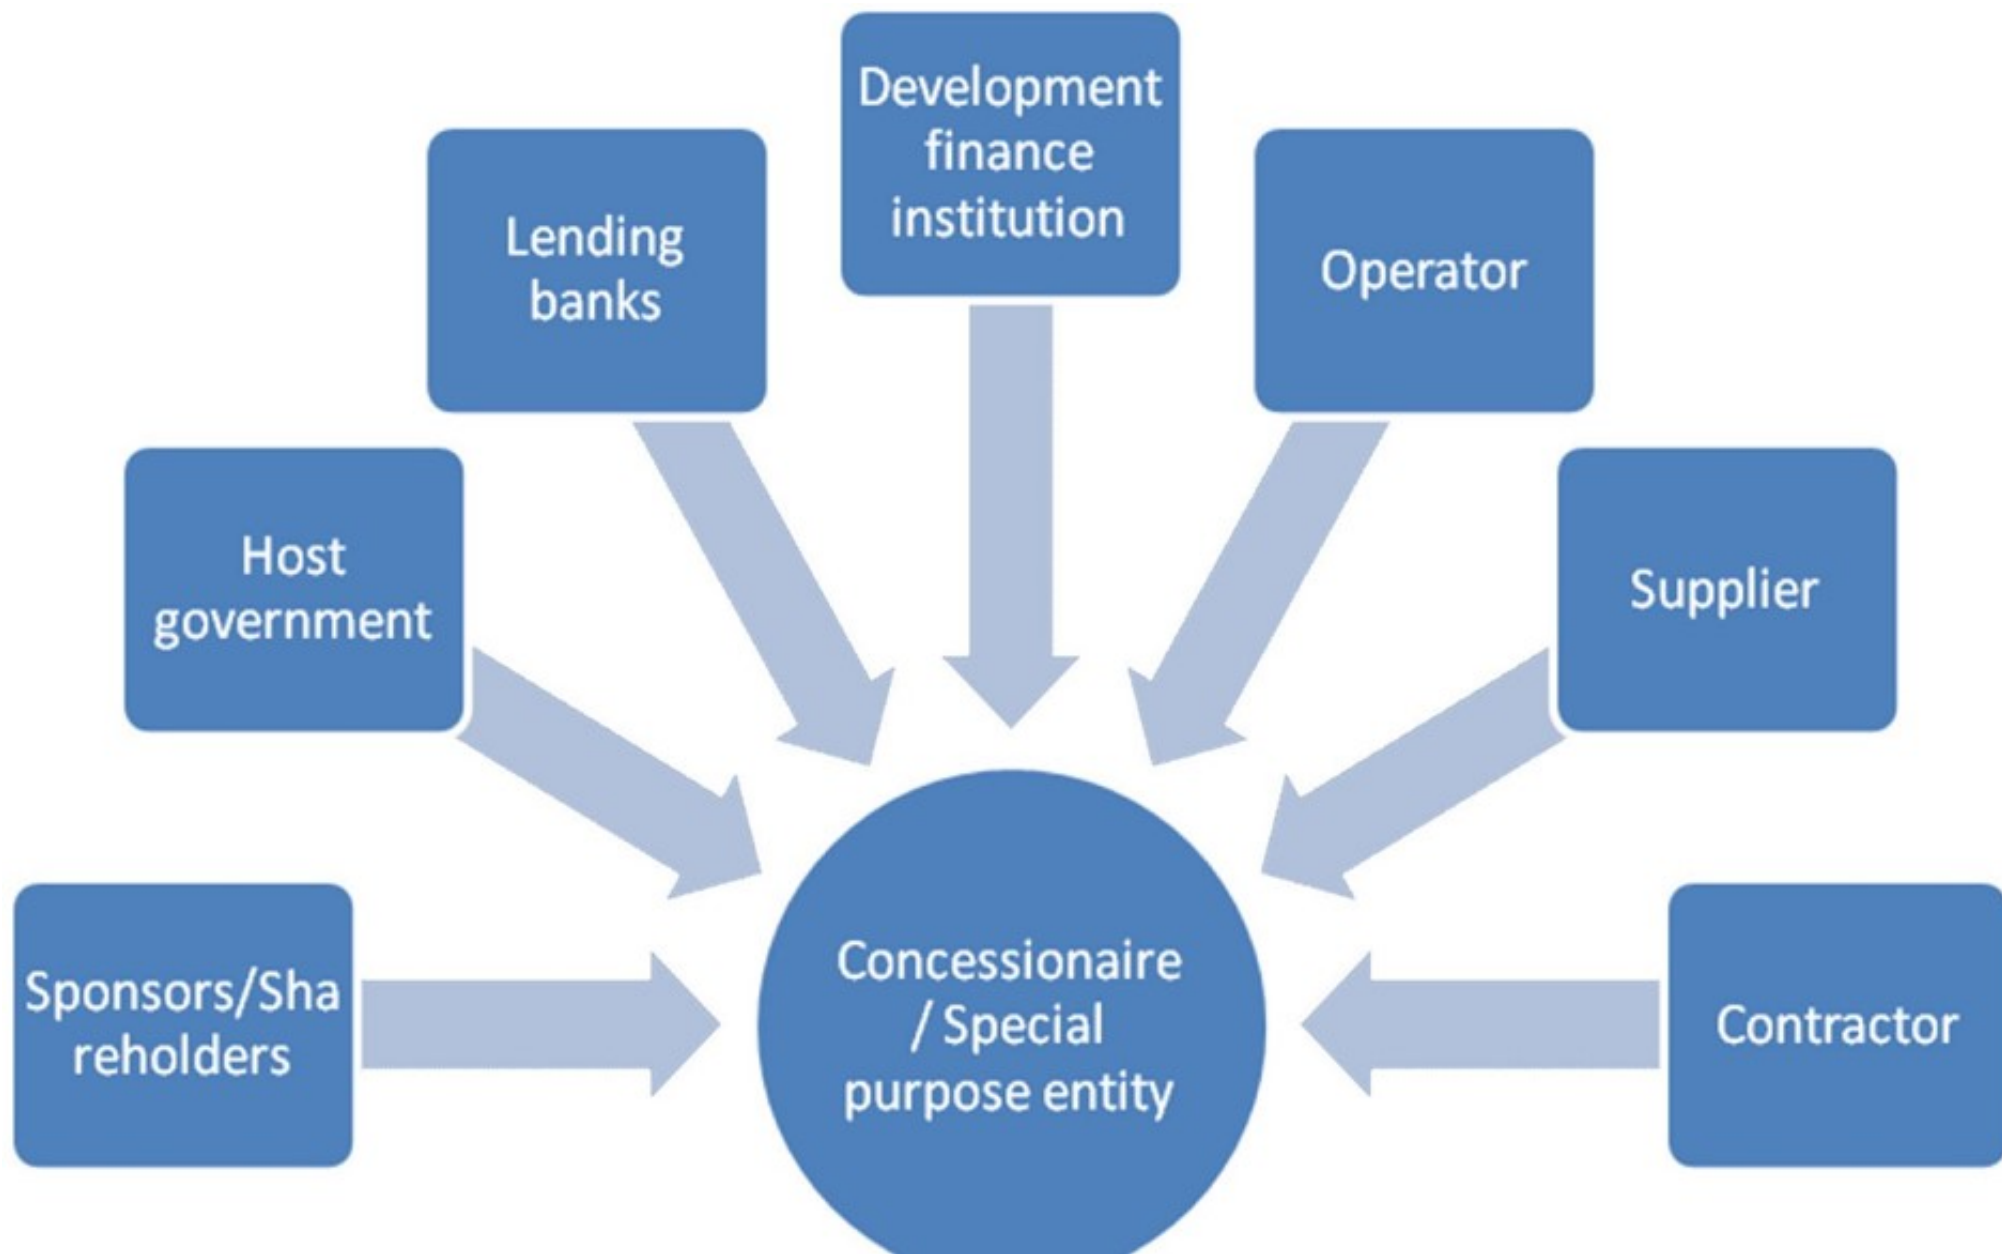 Development
finance
institution
Lending
banks
Operator
Host
government
Supplier
Sponsors/Sha
reholders
Concessionaire
/ Special
purpose entity
Contractor